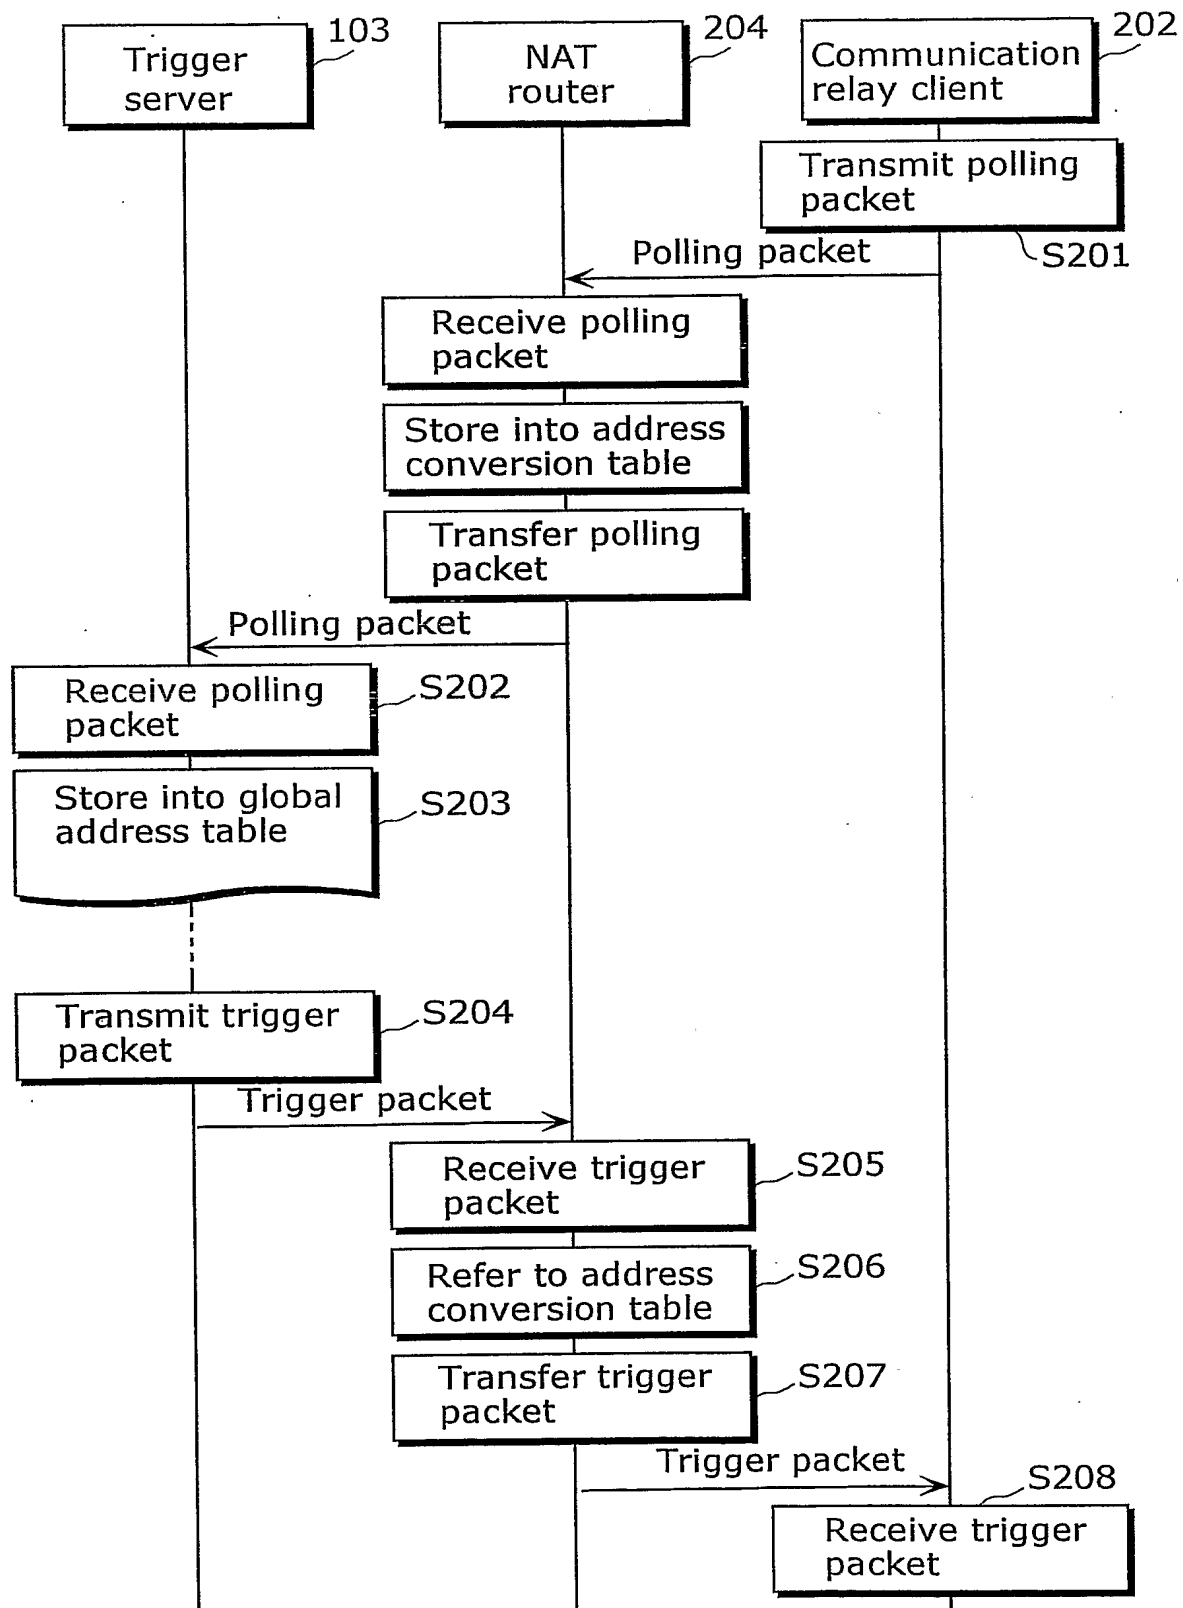 103
Trigger
server
204
NAT
router
202
Communication
relay client
Transmit polling
packet
S201
Polling packet
Receive polling
packet
Store into address
conversion table
Transfer polling
packet
Polling packet
Receive polling
packet
S202
Store into global
address table
S203
Transmit trigger
packet
S204
Trigger packet
Receive trigger
packet
S205
Refer to address
conversion table
S206
Transfer trigger
packet
S207
Trigger packet
S208
Receive trigger
packet